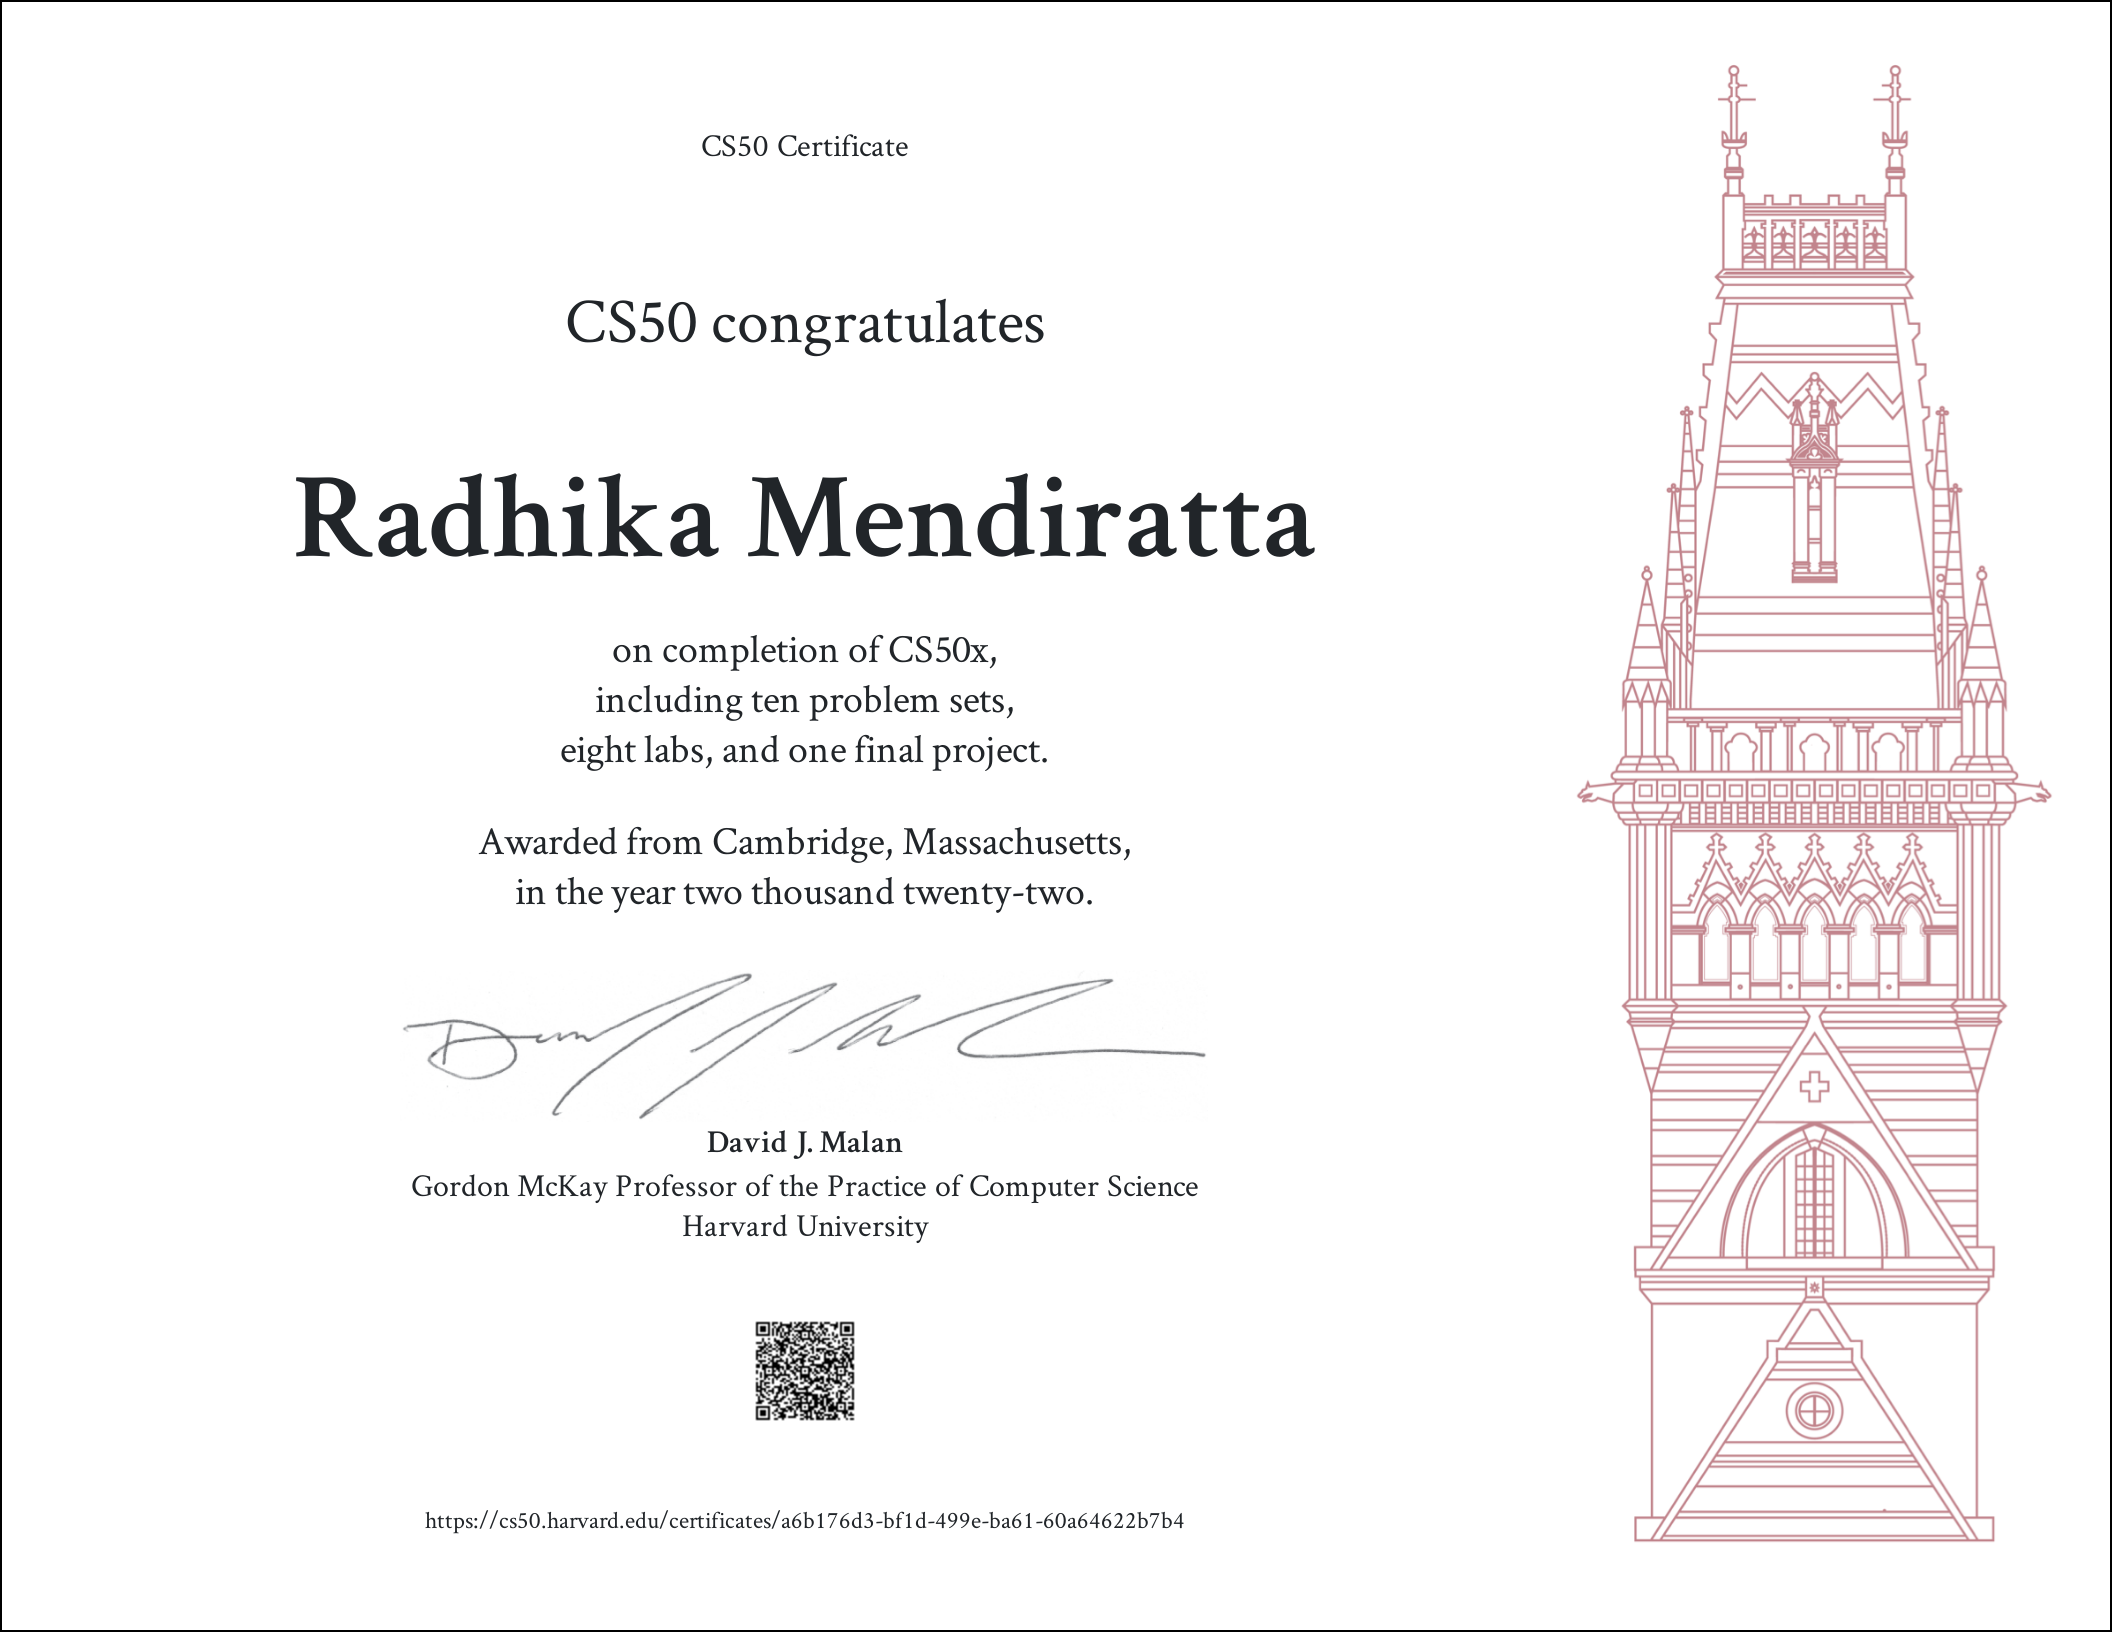 CS50 Certificate
CS50 congratulates
Radhika Mendiratta
on completion of CS50x,
including ten problem sets,
eight labs, and one final project.
Awarded from Cambridge, Massachusetts,
in the year two thousand twenty-two.
David J. Malan
Gordon McKay Professor of the Practice of Computer Science
Harvard University
https://cs50.harvard.edu/certificates/a6b176d3-bf1d-499e-ba61-60a64622b7b4